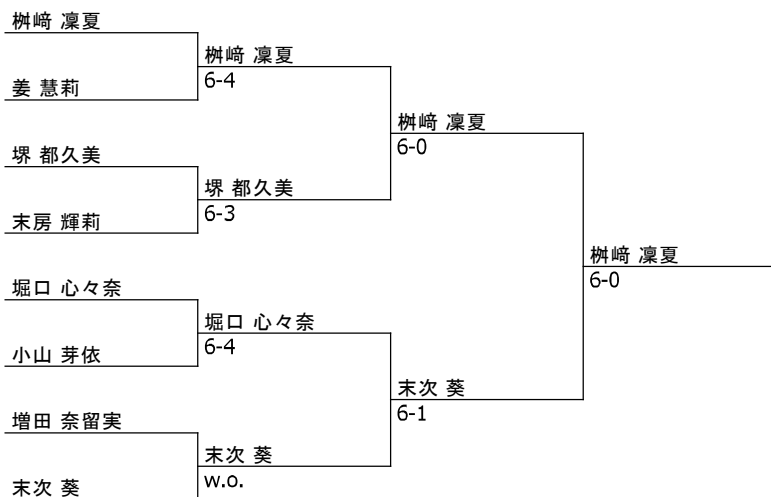 桝﨑 凜夏
姜 慧莉
堺 都久美
末房 輝莉
堀口 心々奈
小山 芽依
増田 奈留実
末次 葵
桝﨑 凜夏
6-4
堺 都久美
6-3
堀口 心々奈
6-4
末次 葵
w.o.
桝﨑 凜夏
6-0
末次 葵
6-1
桝﨑 凜夏
6-0